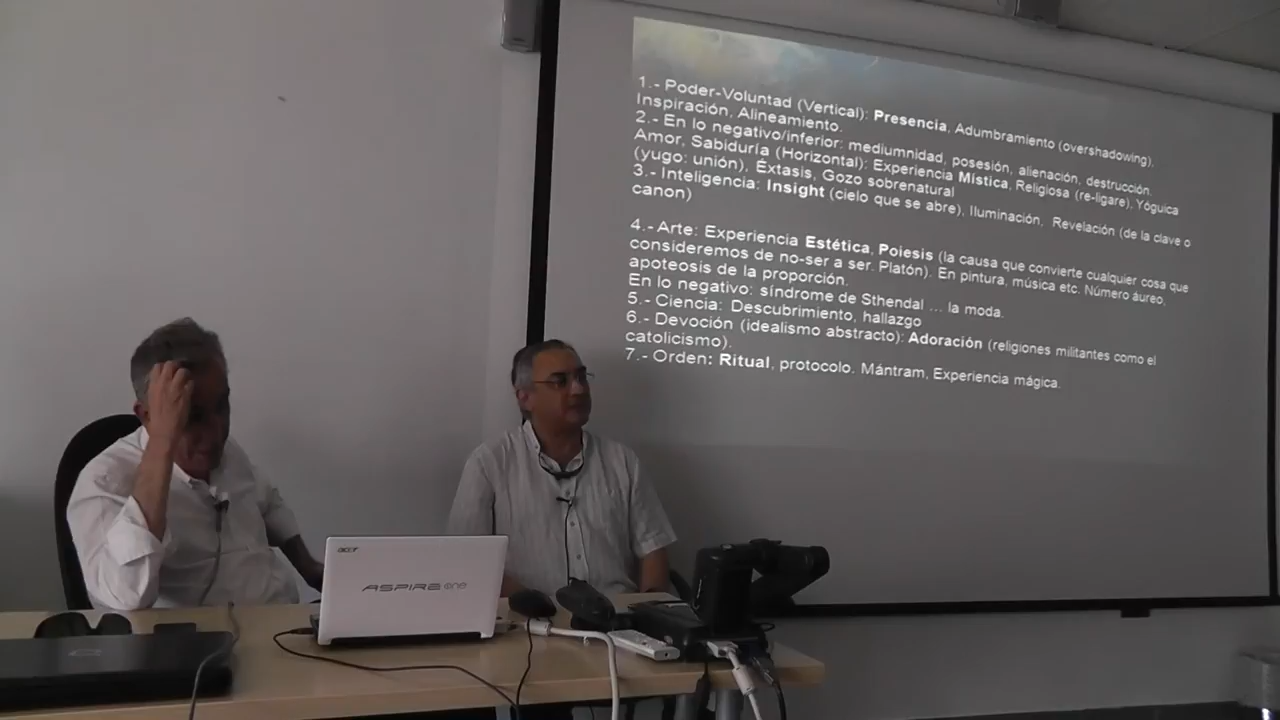 1.- Poder-Voluntad (Vertical): Presencia, Adumbramiento (overshadowing).
Inspiración, Alineamiento.
2.- En lo negativo/inferior: mediumnidad, posesión, alienación, destrucción.
Amor, Sabiduría (Horizontal): Experiencia Mística, Religiosa (re-ligare), Yóguica
(yugo: unión), Éxtasis, Gozo sobrenatural
3.- Inteligencia: Insight (cielo que se abre), Iluminación, Revelación (de la clave o
canon)
4.- Arte: Experiencia Estética, Poiesis (la causa que convierte cualquier cosa que
consideremos de no-ser a ser. Platón). En pintura, música etc. Número áureo,
apoteosis de la proporción.
En lo negativo: síndrome de Sthendal ... la moda.
5.- Ciencia: Descubrimiento, hallazgo
6.- Devoción (idealismo abstracto): Adoración (religiones militantes como el
catolicismo).
7.- Orden: Ritual, protocolo. Mántram, Experiencia mágica.
acer
ASPIRE one